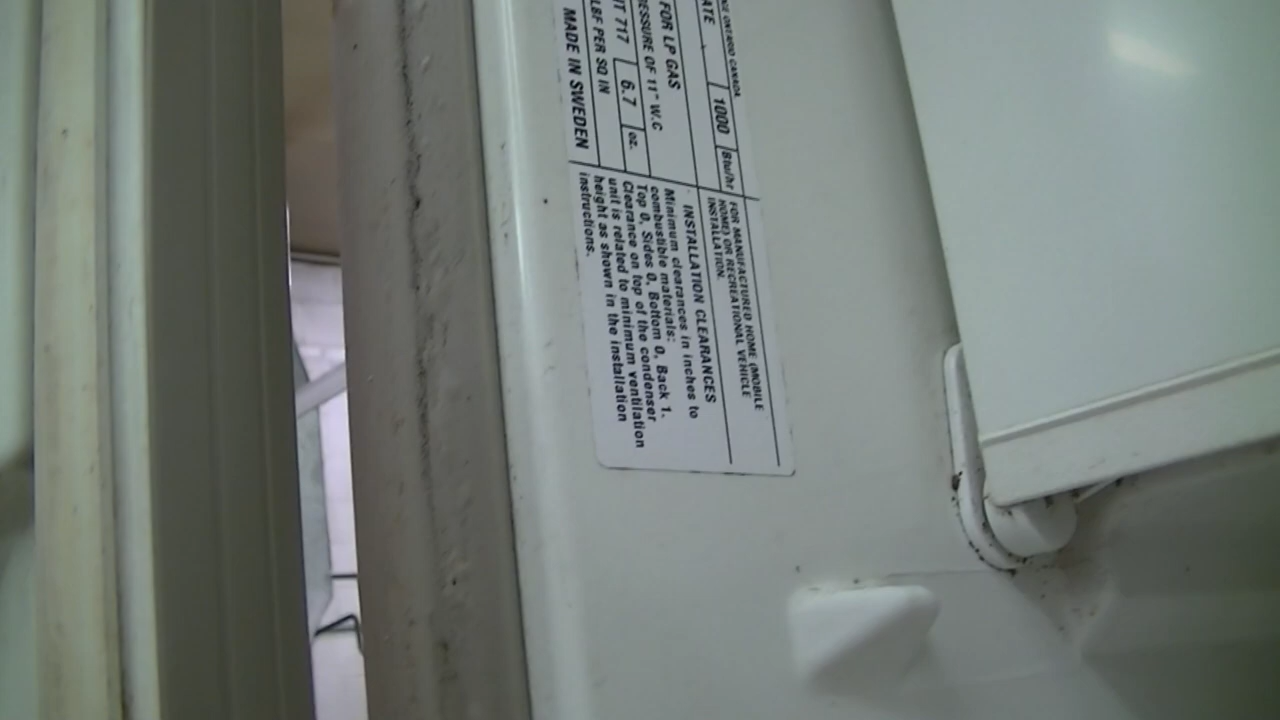 ONTARIO CANADA
1000 Btu/hr
FOR LP GAS
OF 11" W.C
717 6.7 oz.
PER SQ IN
MADE IN SWEDEN
FOR MANUFACTURED HOME (MOBILE
HOME) OR RECREATIONAL VEHICLE
INSTALLATION.
INSTALLATION CLEARANCES
Minimum clearances in inches to
combustible materials:
Top 0, Sides 0, Bottom 0, Back 1.
Clearance on top of the condenser
unit is related to minimum ventilation
height as shown in the installation
instructions.